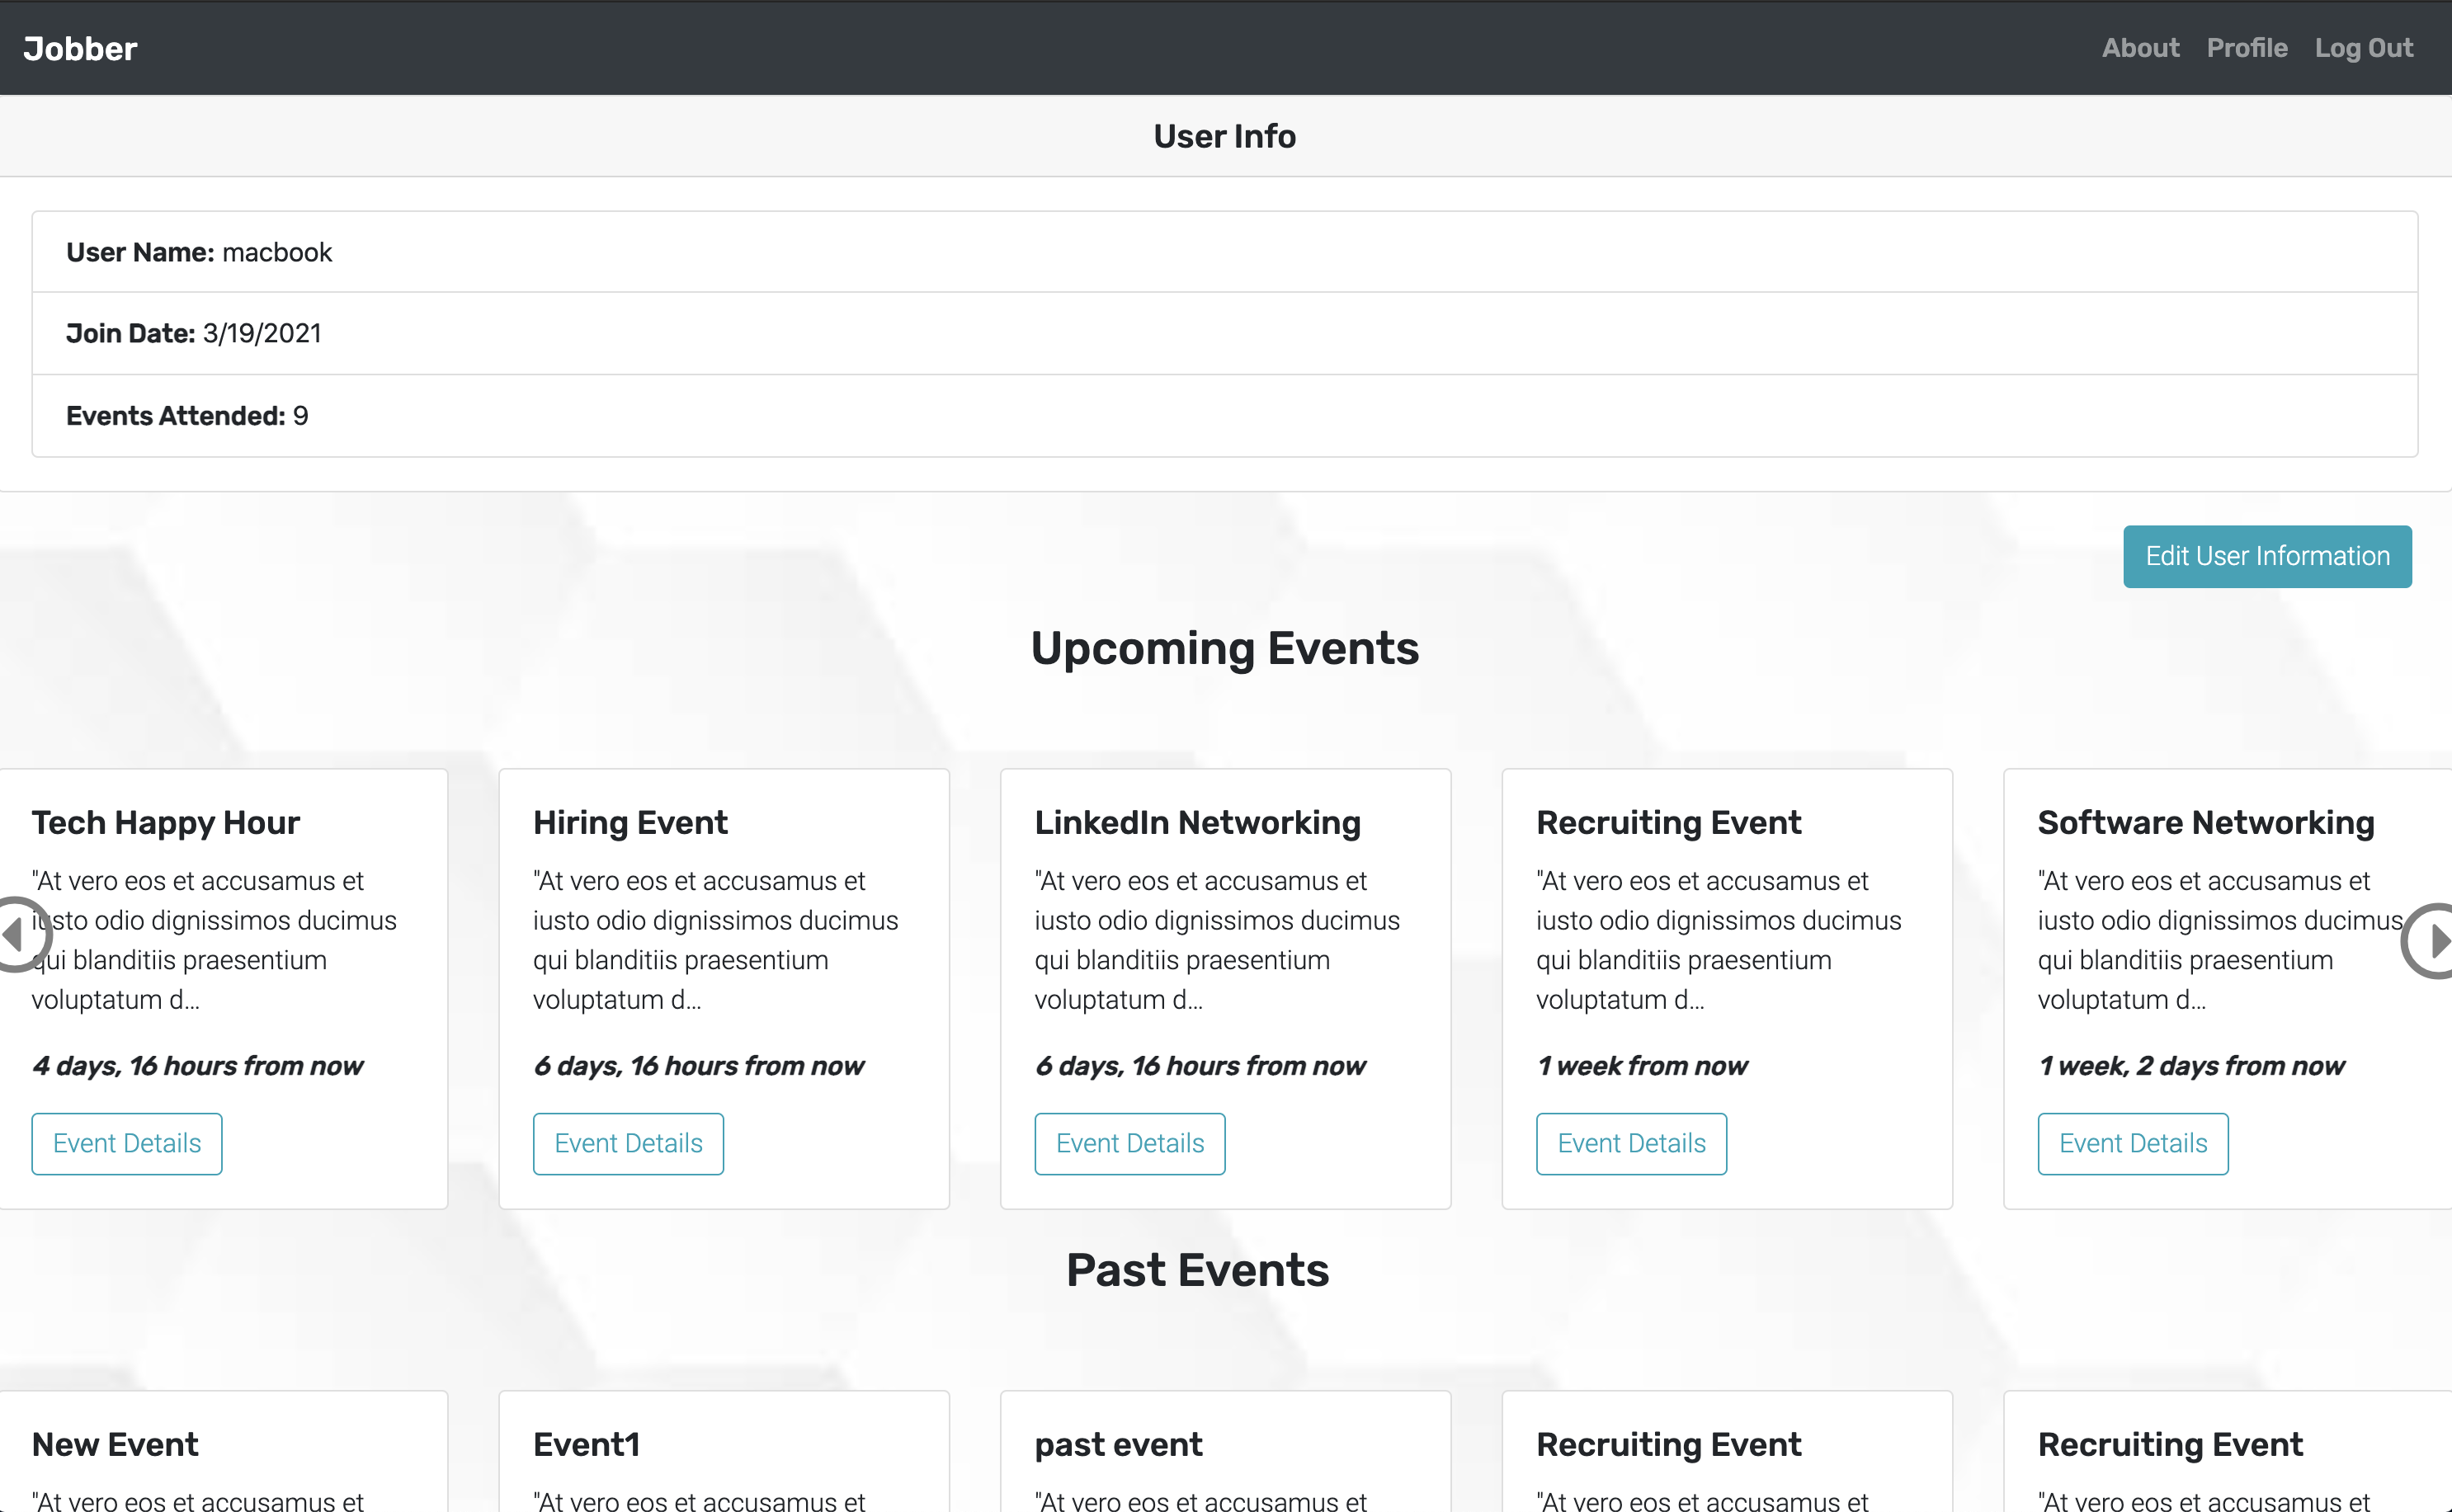 Jobber
About Profile Log Out
User Info
User Name: macbook
Join Date: 3/19/2021
Events Attended: 9
Edit User Information
Upcoming Events
Tech Happy Hour
"At vero eos et accusamus et
iusto odio dignissimos ducimus
qui blanditiis praesentium
voluptatum d...
4 days, 16 hours from now
Event Details
Hiring Event
"At vero eos et accusamus et
iusto odio dignissimos ducimus
qui blanditiis praesentium
voluptatum d...
6 days, 16 hours from now
Event Details
LinkedIn Networking
"At vero eos et accusamus et
iusto odio dignissimos ducimus
qui blanditiis praesentium
voluptatum d...
6 days, 16 hours from now
Event Details
Recruiting Event
"At vero eos et accusamus et
iusto odio dignissimos ducimus
qui blanditiis praesentium
voluptatum d...
1 week from now
Event Details
Software Networking
"At vero eos et accusamus et
iusto odio dignissimos ducimus
qui blanditiis praesentium
voluptatum d...
1 week, 2 days from now
Event Details
Past Events
New Event
"At vero eos et accusamus et
Event1
"At vero eos et accusamus et
past event
"At vero eos et accusamus et
Recruiting Event
"At vero eos et accusamus et
Recruiting Event
"At vero eos et accusamus et